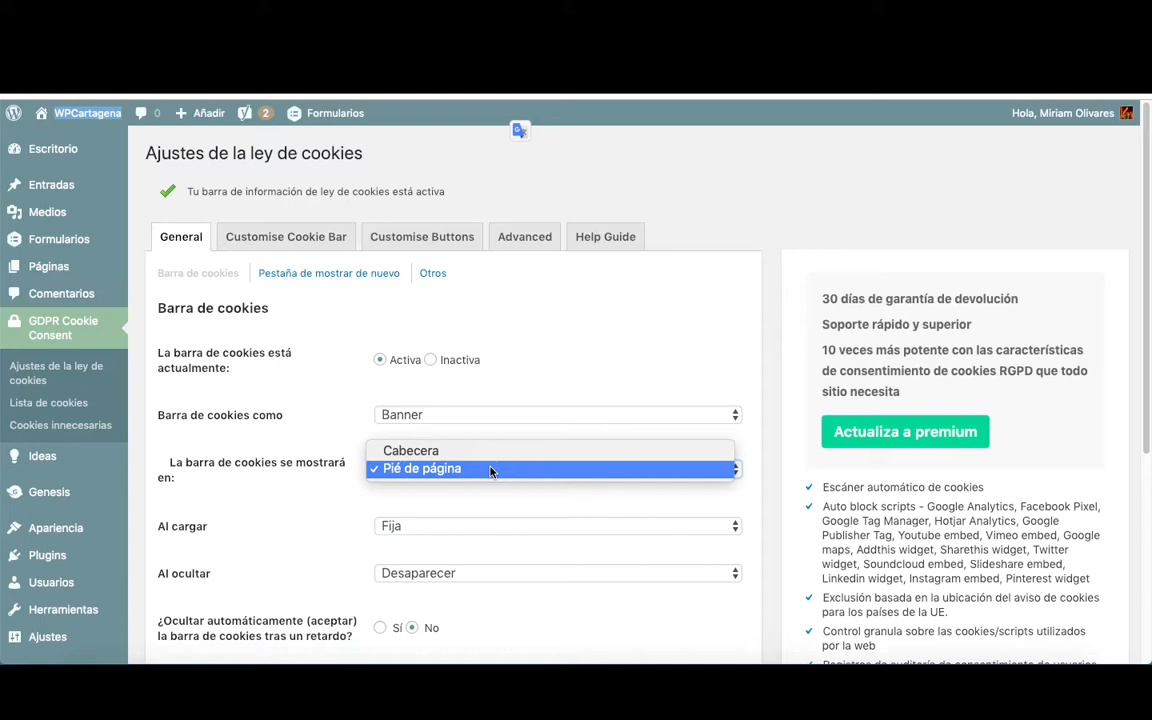 WPCartagena
0
Añadir
2
Formularios
Hola, Miriam Olivares
Escritorio
Entradas
Medios
Formularios
Páginas
Comentarios
GDPR Cookie
Consent
Ajustes de la ley de
cookies
Lista de cookies
Cookies innecesarias
Ideas
Genesis
Apariencia
Plugins
Usuarios
Herramientas
Ajustes
Ajustes de la ley de cookies
Tu barra de información de ley de cookies está activa
General
Customise Cookie Bar
Customise Buttons
Advanced
Help Guide
Barra de cookies
Pestaña de mostrar de nuevo
Otros
Barra de cookies
La barra de cookies está
actualmente:
Activa
Inactiva
Barra de cookies como
Banner
La barra de cookies se mostrará
en:
Cabecera
✓ Pié de página
Al cargar
Fija
Al ocultar
Desaparecer
¿Ocultar automáticamente (aceptar)
la barra de cookies tras un retardo?
Sí
No
30 días de garantía de devolución
Soporte rápido y superior
10 veces más potente con las características
de consentimiento de cookies RGPD que todo
sitio necesita
Actualiza a premium
Escáner automático de cookies
Auto block scripts - Google Analytics, Facebook Pixel,
Google Tag Manager, Hotjar Analytics, Google
Publisher Tag, Youtube embed, Vimeo embed, Google
maps, Addthis widget, Sharethis widget, Twitter
widget, Soundcloud embed, Slideshare embed,
Linkedin widget, Instagram embed, Pinterest widget
Exclusión basada en la ubicación del aviso de cookies
para los países de la UE.
Control granula sobre las cookies/scripts utilizados
por la web